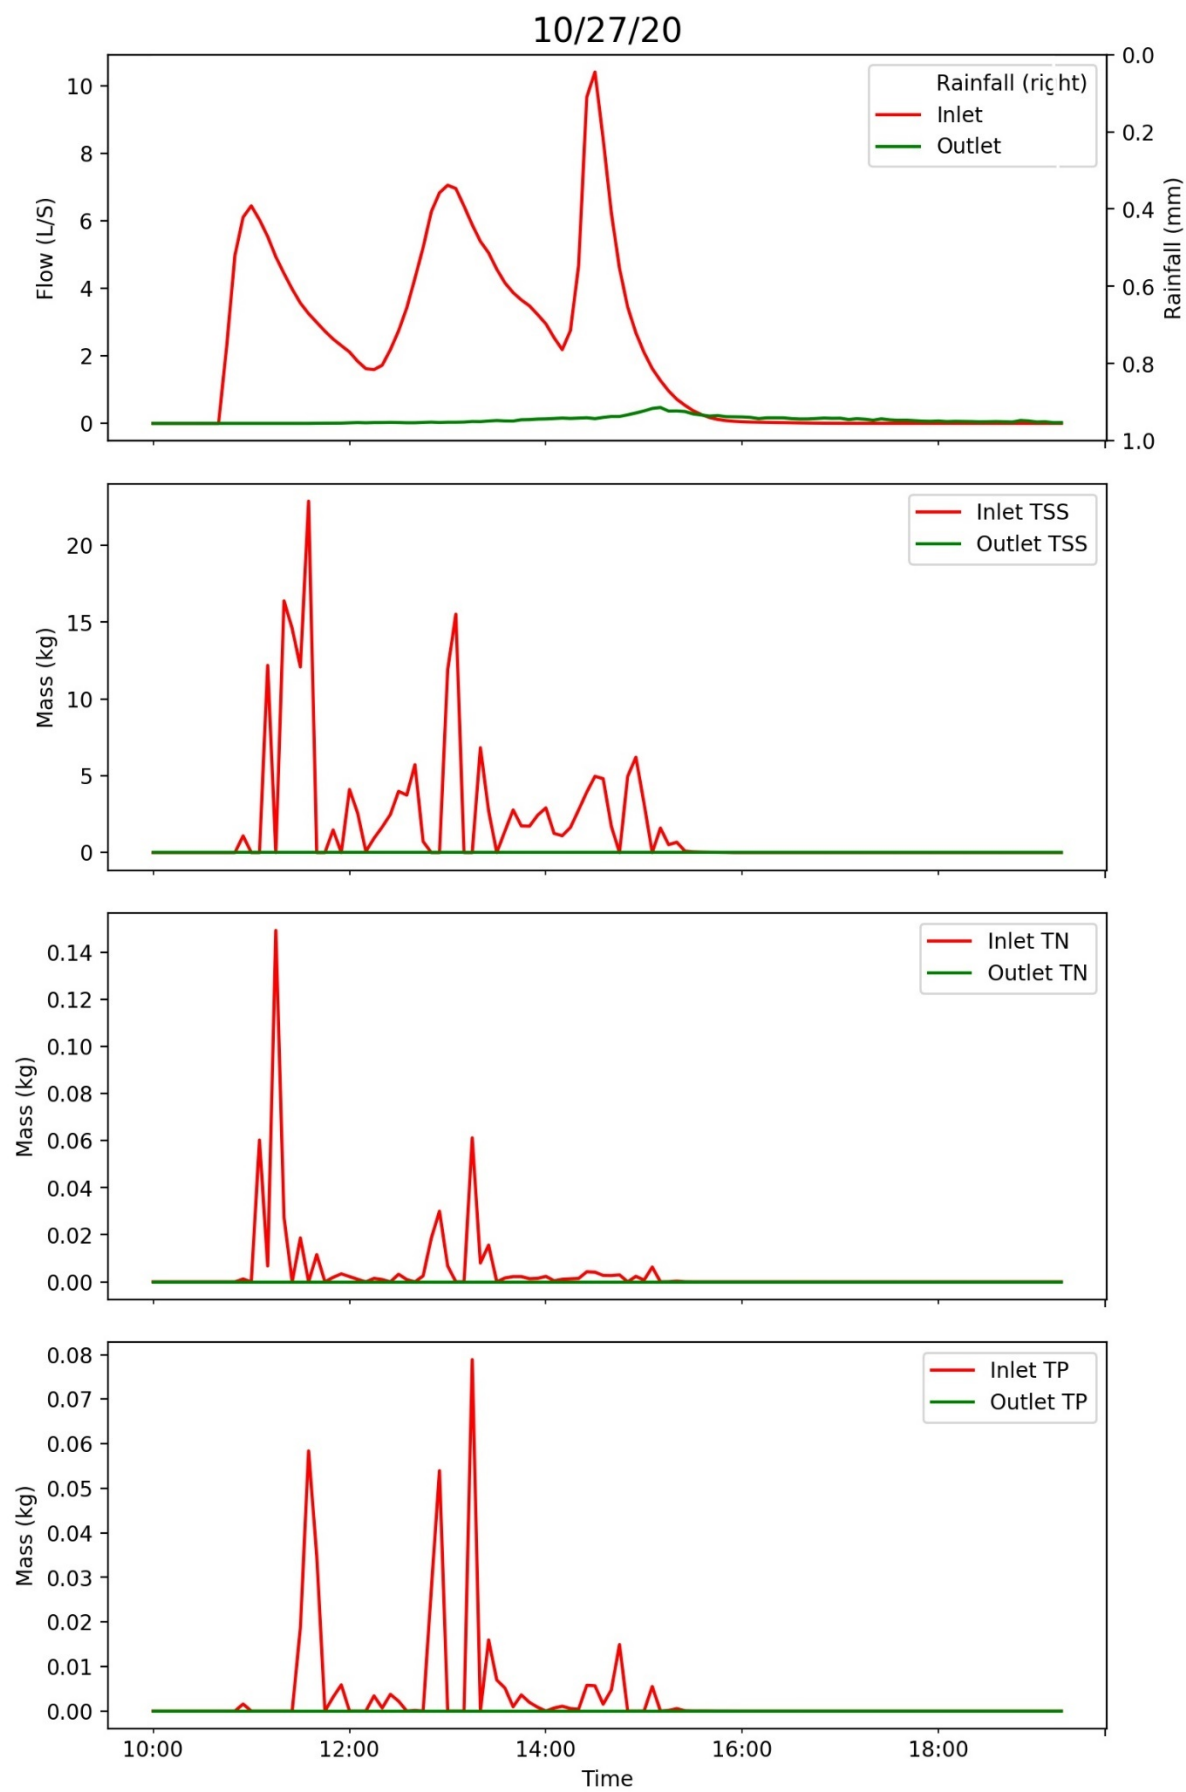 10/27/20
Rainfall (right)
Inlet
Outlet
10
8
6
4
2
0
Flow (L/S)
0.0
0.2
0.4
0.6
0.8
1.0
Rainfall (mm)
Inlet TSS
Outlet TSS
20
15
10
5
0
Mass (kg)
Inlet TN
Outlet TN
0.14
0.12
0.10
0.08
0.06
0.04
0.02
0.00
Mass (kg)
Inlet TP
Outlet TP
0.08
0.07
0.06
0.05
0.04
0.03
0.02
0.01
0.00
Mass (kg)
10:00 12:00 14:00 16:00 18:00
Time